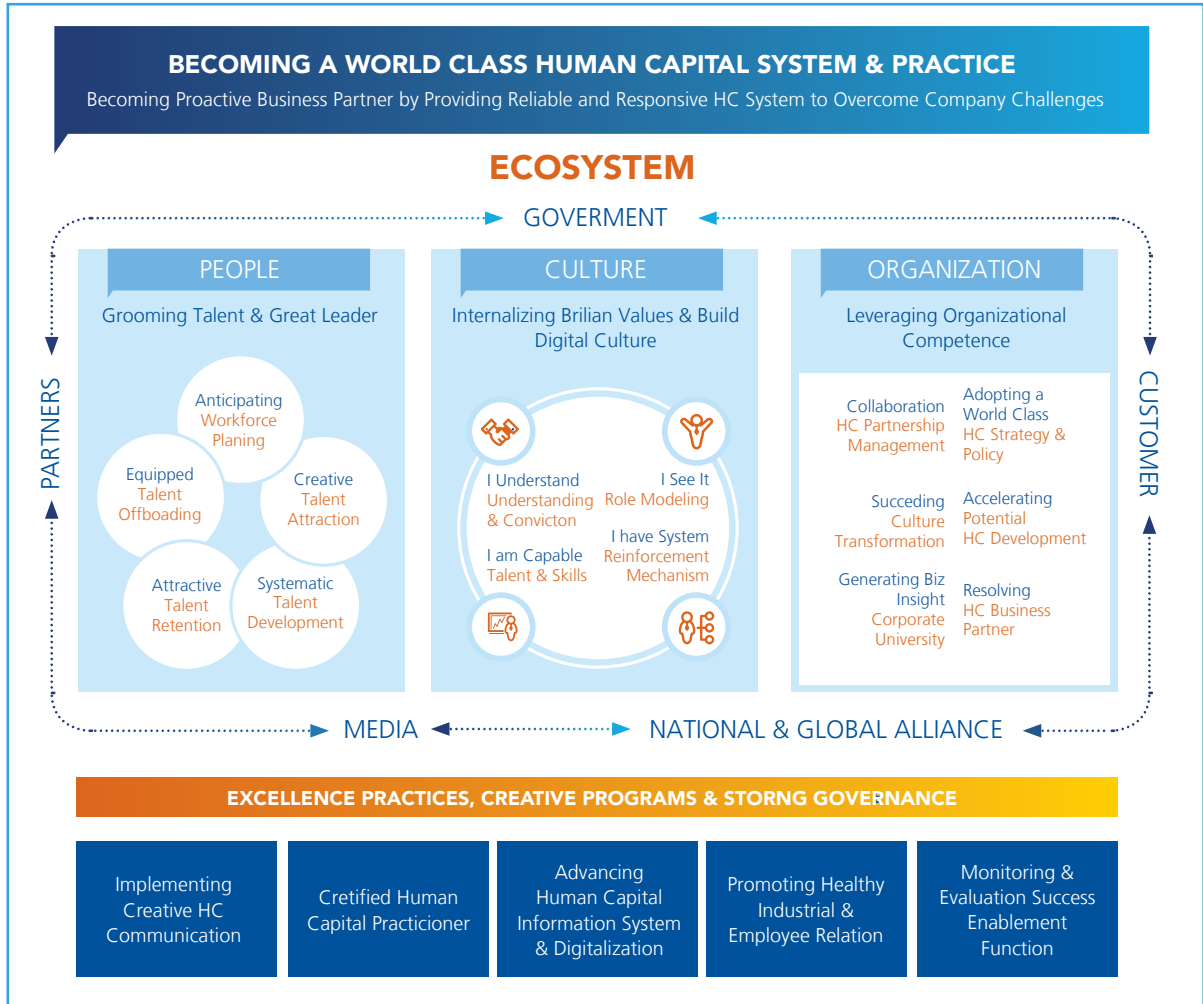 BECOMING A WORLD CLASS HUMAN CAPITAL SYSTEM & PRACTICE
Becoming Proactive Business Partner by Providing Reliable and Responsive HC System to Overcome Company Challenges
ECOSYSTEM
GOVERMENT
PARTNERS
PEOPLE
Grooming Talent & Great Leader
Anticipating
Workforce
Planing
Equipped
Talent
Offboading
Creative
Talent
Attraction
Attractive
Talent
Retention
Systematic
Talent
Development
CULTURE
Internalizing Brilian Values & Build
Digital Culture
I Understand
Understanding
& Convicton
I See It
Role Modeling
I am Capable
Talent & Skills
I have System
Reinforcement
Mechanism
ORGANIZATION
Leveraging Organizational
Competence
Collaboration
HC Partnership
Management
Adopting a
World Class
HC Strategy &
Policy
Succeding
Culture
Transformation
Accelerating
Potential
HC Development
Generating Biz
Insight
Corporate
University
Resolving
HC Business
Partner
CUSTOMER
MEDIA
NATIONAL & GLOBAL ALLIANCE
EXCELLENCE PRACTICES, CREATIVE PROGRAMS & STORNG GOVERNANCE
Implementing
Creative HC
Communication
Cretified Human
Capital Practicioner
Advancing
Human Capital
Information System
& Digitalization
Promoting Healthy
Industrial &
Employee Relation
Monitoring &
Evaluation Success
Enablement
Function